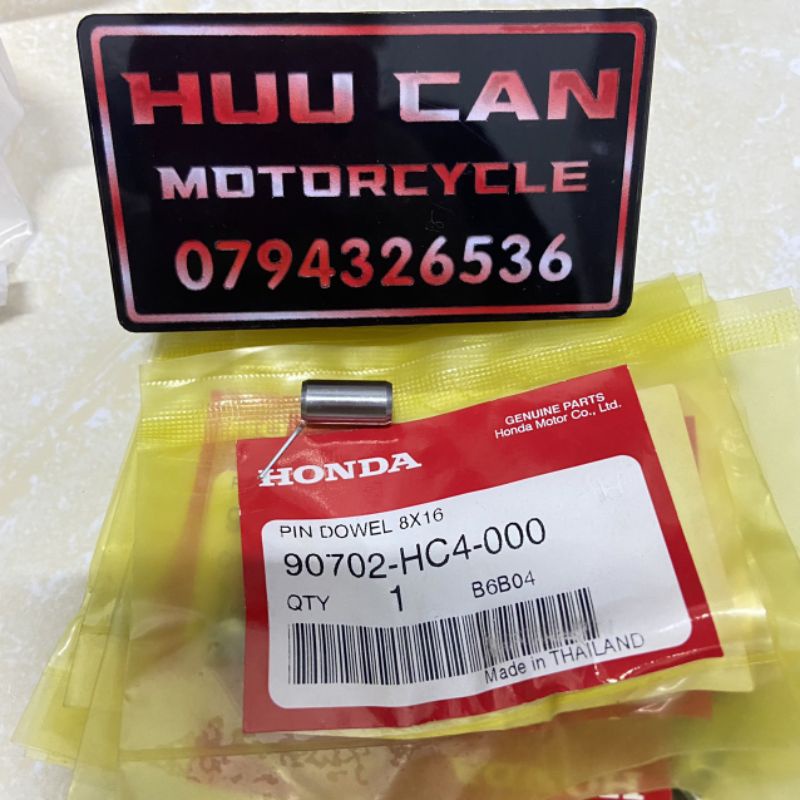 HUU CAN
MOTORCYCLE
0794326536
GENUINE PARTS
Honda Motor Co., Ltd.
HONDA
PIN DOWEL 8X16
90702-HC4-000
QTY 1 B6B04
Made in THAILAND